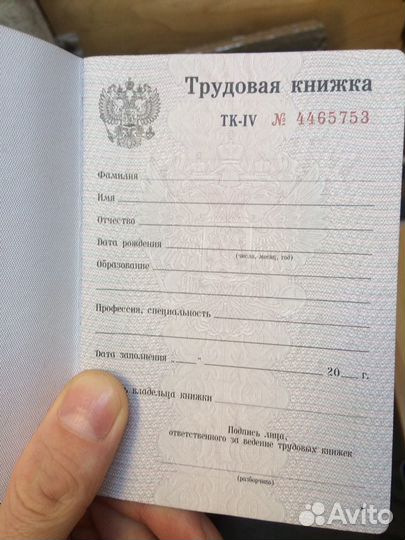 Трудовая книжка
ТК-IV № 4465753
Фамилия
Имя
Отчество
Дата рождения
(число, месяц, год)
Образование
Профессия, специальность
Дата заполнения - 20 г.
владельца книжки
Подпись лица,
ответственного за ведение трудовых книжек
(разборчиво)
Avito